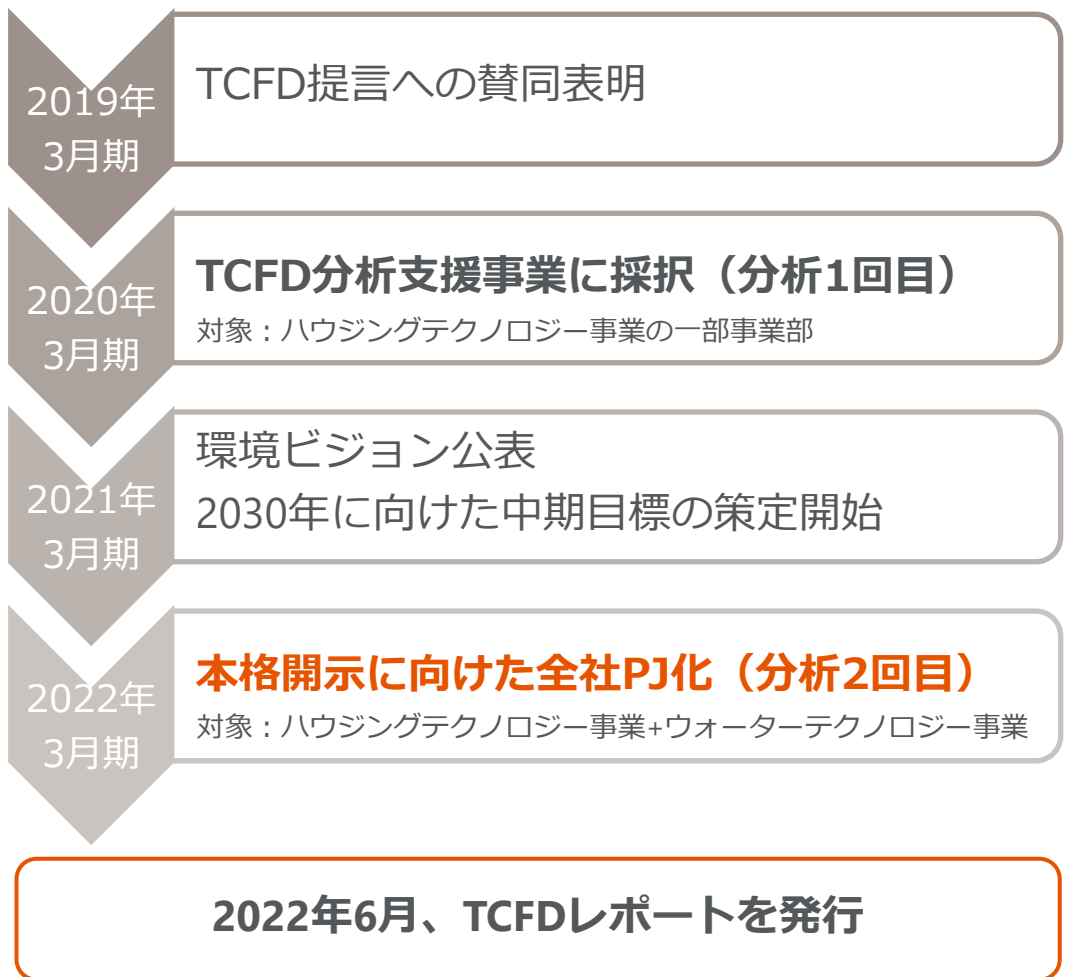 2019年
3月期
TCFD提言への賛同表明
2020年
3月期
TCFD分析支援事業に採択（分析1回目）
対象：ハウジングテクノロジー事業の一部事業部
2021年
3月期
環境ビジョン公表
2030年に向けた中期目標の策定開始
2022年
3月期
本格開示に向けた全社PJ化（分析2回目）
対象：ハウジングテクノロジー事業+ウォーターテクノロジー事業
2022年6月、TCFDレポートを発行